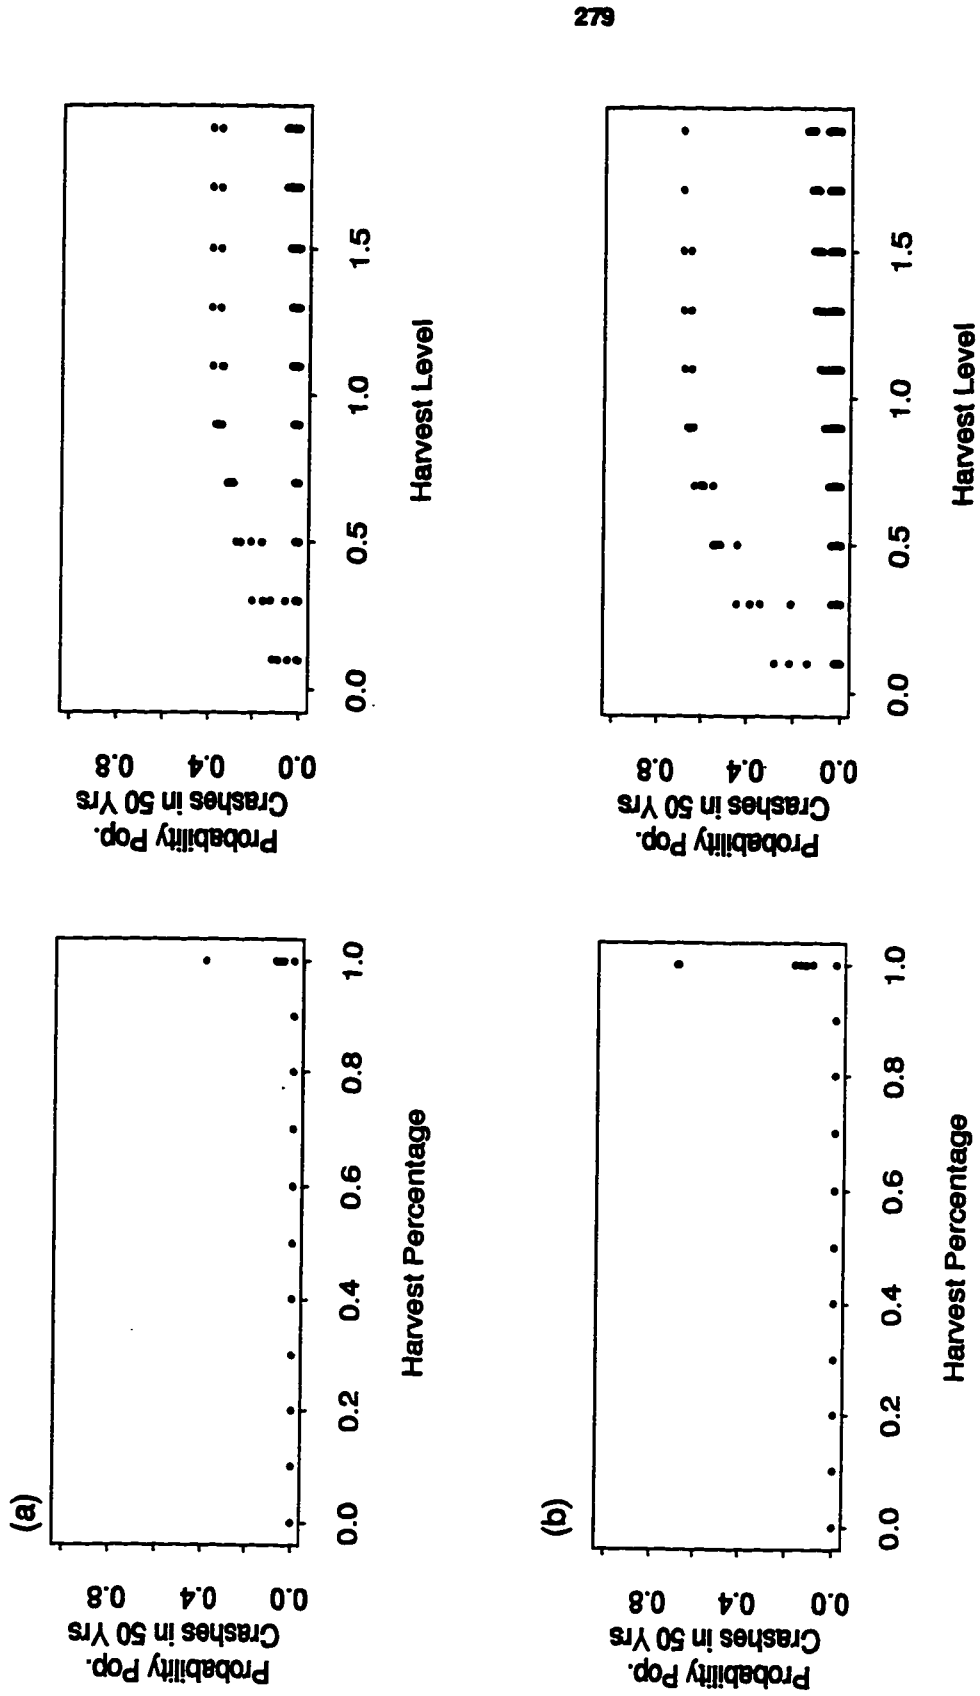 279
(a)
Probability Pop.
Crashes in 50 Yrs
0.0 0.4 0.8
0.0 0.2 0.4 0.6 0.8 1.0
Harvest Percentage
Probability Pop.
Crashes in 50 Yrs
0.0 0.4 0.8
0.0 0.5 1.0 1.5
Harvest Level
(b)
Probability Pop.
Crashes in 50 Yrs
0.0 0.4 0.8
0.0 0.2 0.4 0.6 0.8 1.0
Harvest Percentage
Probability Pop.
Crashes in 50 Yrs
0.0 0.4 0.8
0.0 0.5 1.0 1.5
Harvest Level